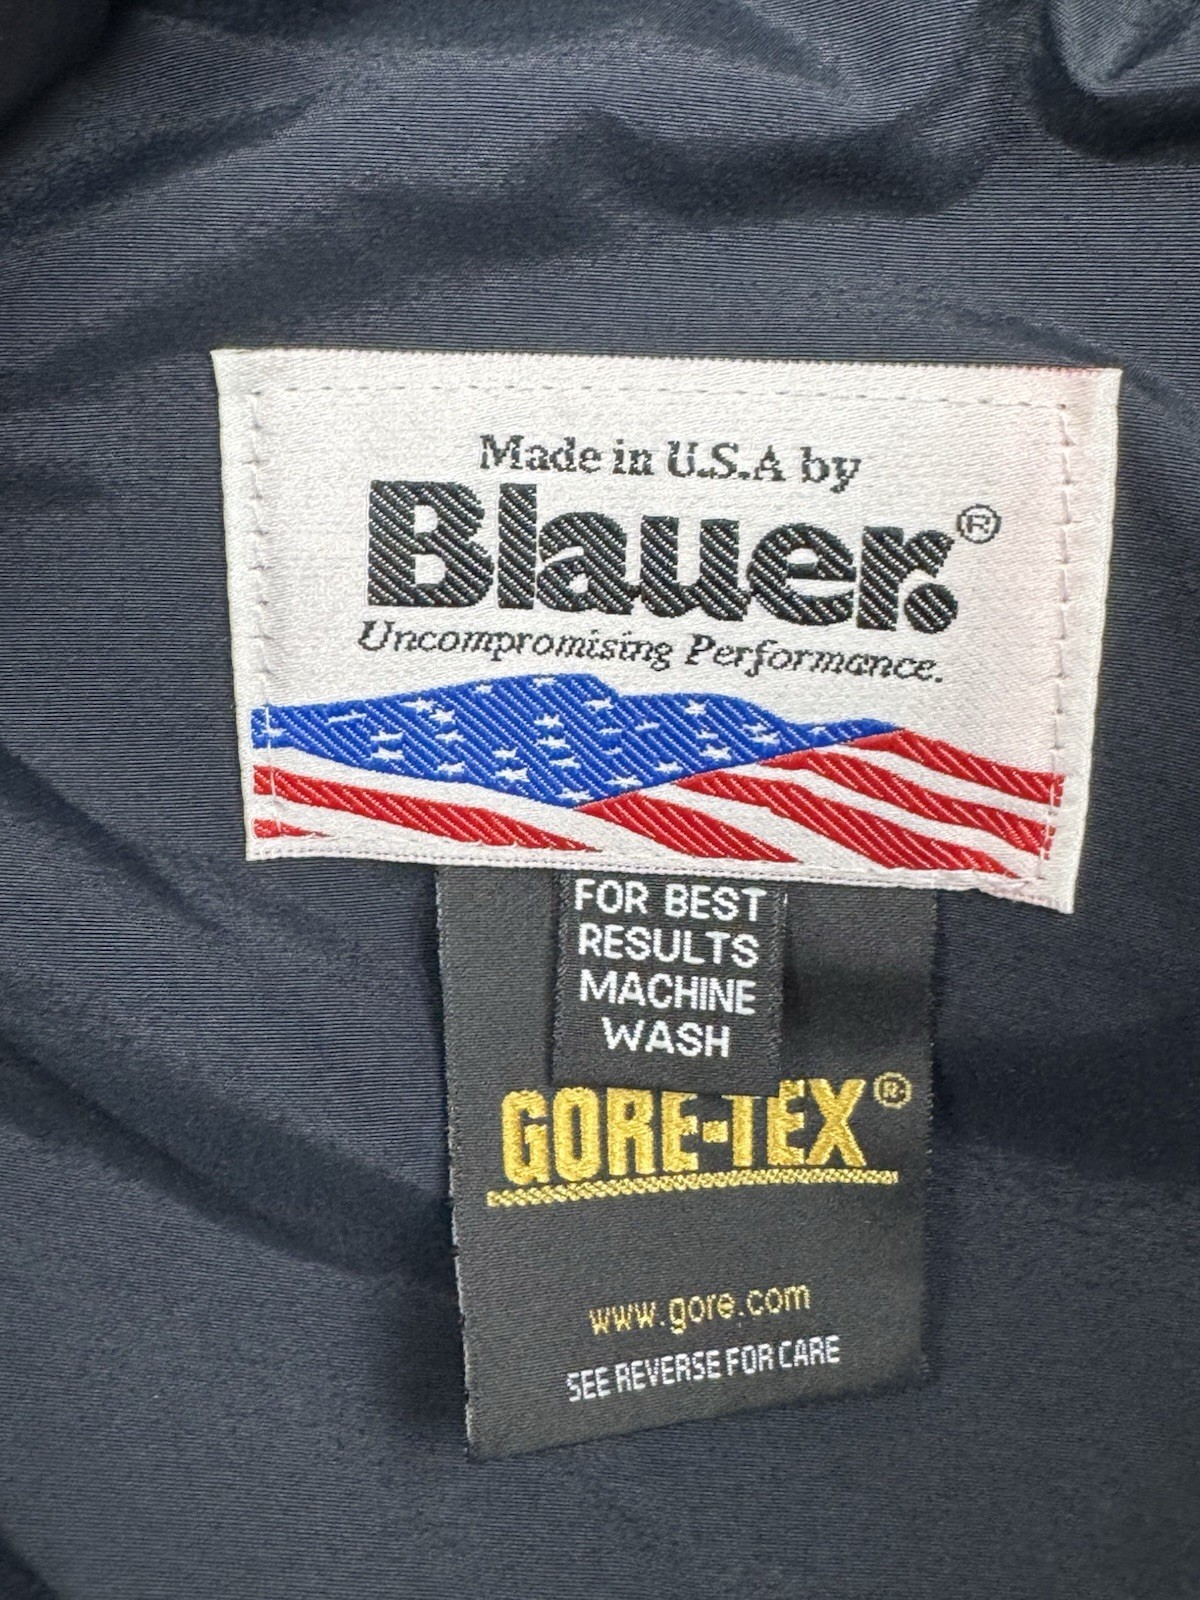 Made in U.S.A by
Blauer.®
Uncompromising Performance.
FOR BEST
RESULTS
MACHINE
WASH
GORE-TEX®
www.gore.com
SEE REVERSE FOR CARE